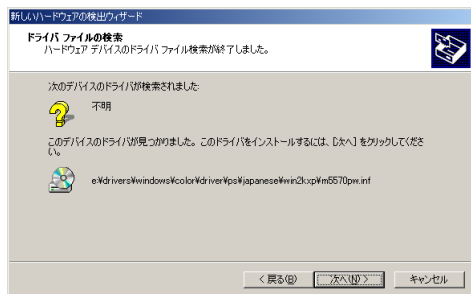 新しいハードウェアの検出ウィザード
ドライバ ファイルの検索
ハードウェア デバイスのドライバ ファイル検索が終了しました。
次のデバイスのドライバが検索されました:
不明
このデバイスのドライバが見つかりました。このドライバをインストールするには、[次へ] をクリックしてくださ
い。
e:¥drivers¥windows¥color¥driver¥ps¥japanese¥win2kxp¥m5570pw.inf
< 戻る(B)
次へ(N) >
キャンセル